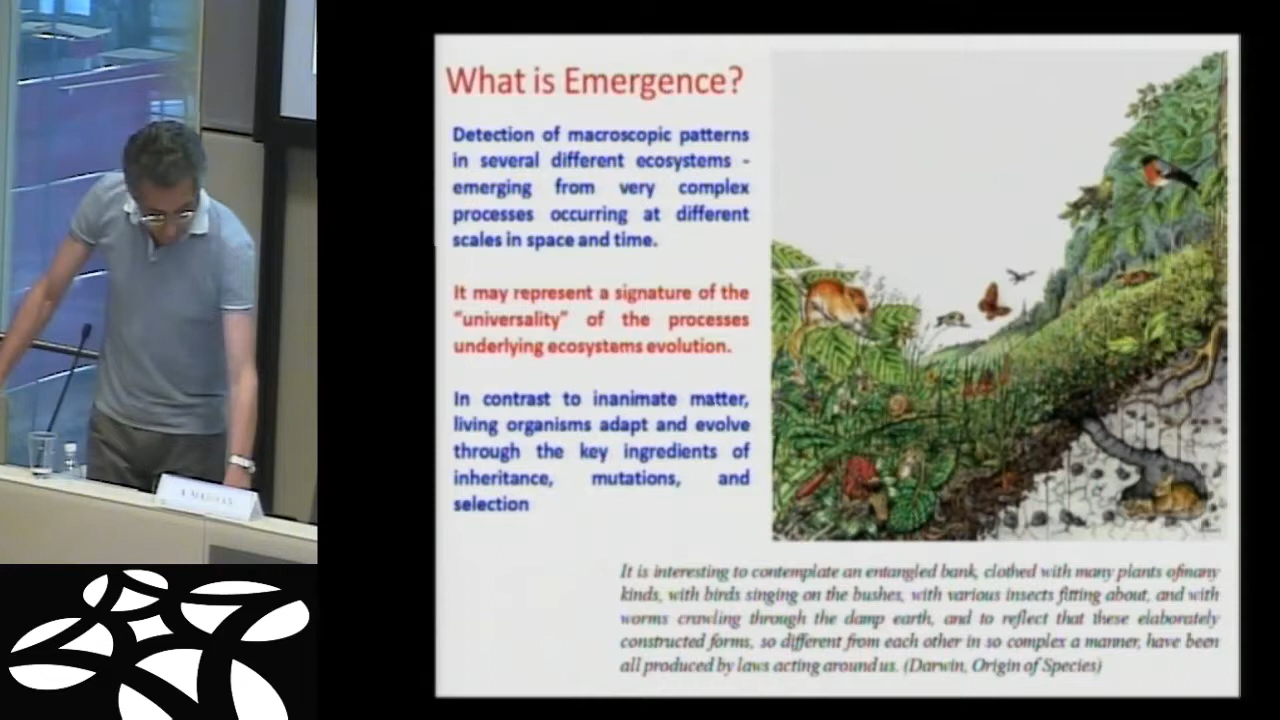 What is Emergence?
Detection of macroscopic patterns
in several different ecosystems -
emerging from very complex
processes occurring at different
scales in space and time.
It may represent a signature of the
"universality" of the processes
underlying ecosystems evolution.
In contrast to inanimate matter,
living organisms adapt and evolve
through the key ingredients of
inheritance, mutations, and
selection
It is interesting to contemplate an entangled bank, clothed with many plants ofmany
kinds, with birds singing on the bushes, with various insects fitting about, and with
worms crawling through the damp earth, and to reflect that these elaborately
constructed forms, so different from each other in so complex a manner, have been
all produced by laws acting around us. (Darwin, Origin of Species)